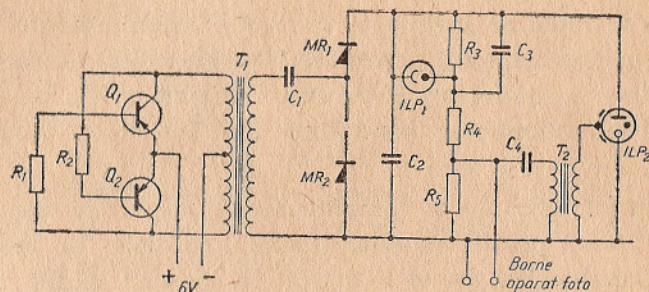 T₁
MR₁
C₁
Q₁
R₁
R₂
Q₂
MR₂
C₂
R₃
C₃
ILP₁
R₄
R₅
C₄
T₂
ILP₂
+ 6V −
Borne
aparat foto